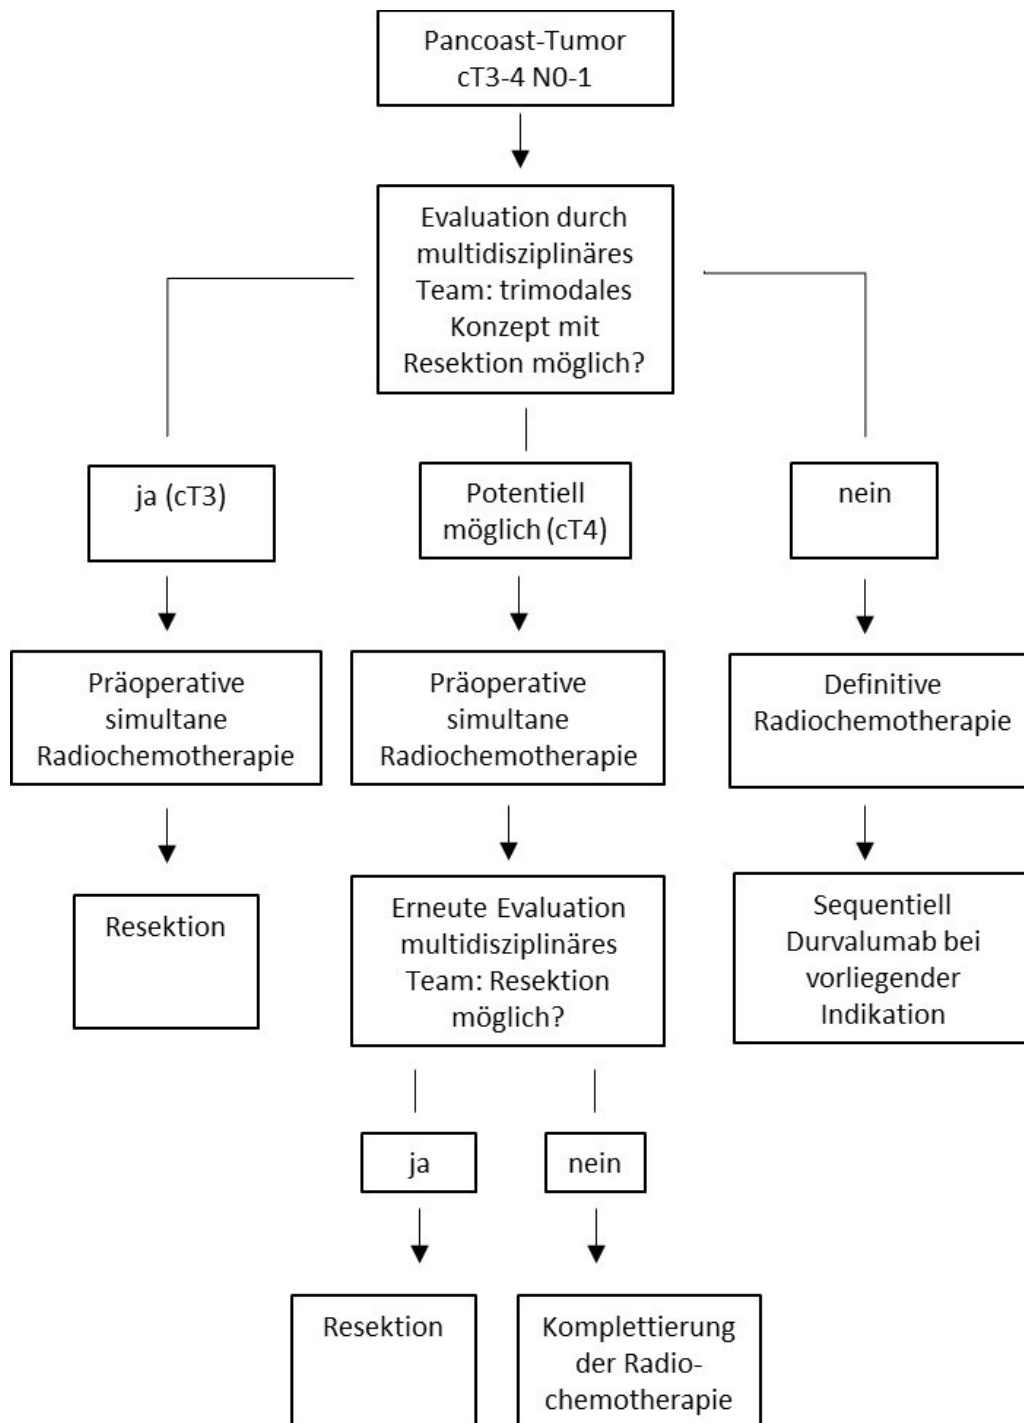 Pancoast-Tumor
cT3-4 N0-1
Evaluation durch
multidisziplinäres
Team: trimodales
Konzept mit
Resektion möglich?
ja (cT3)
Potentiell
möglich (cT4)
nein
Präoperative
simultane
Radiochemotherapie
Präoperative
simultane
Radiochemotherapie
Definitive
Radiochemotherapie
Resektion
Erneute Evaluation
multidisziplinäres
Team: Resektion
möglich?
Sequentiell
Durvalumab bei
vorliegender
Indikation
ja
nein
Resektion
Komplettierung
der Radio-
chemotherapie